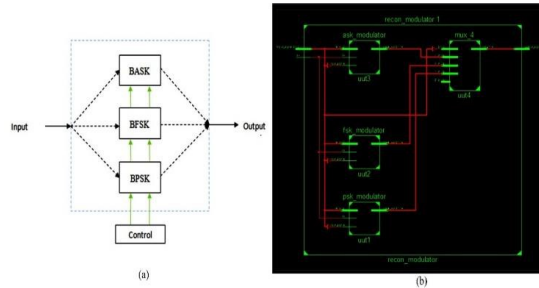 BASK
Input
BFSK
Output
BPSK
Control
(a)
recon_modulator 1
ask_modulator
mux_4
uut3
uut4
fsk_modulator
uut2
psk_modulator
uut1
recon_modulator
(b)